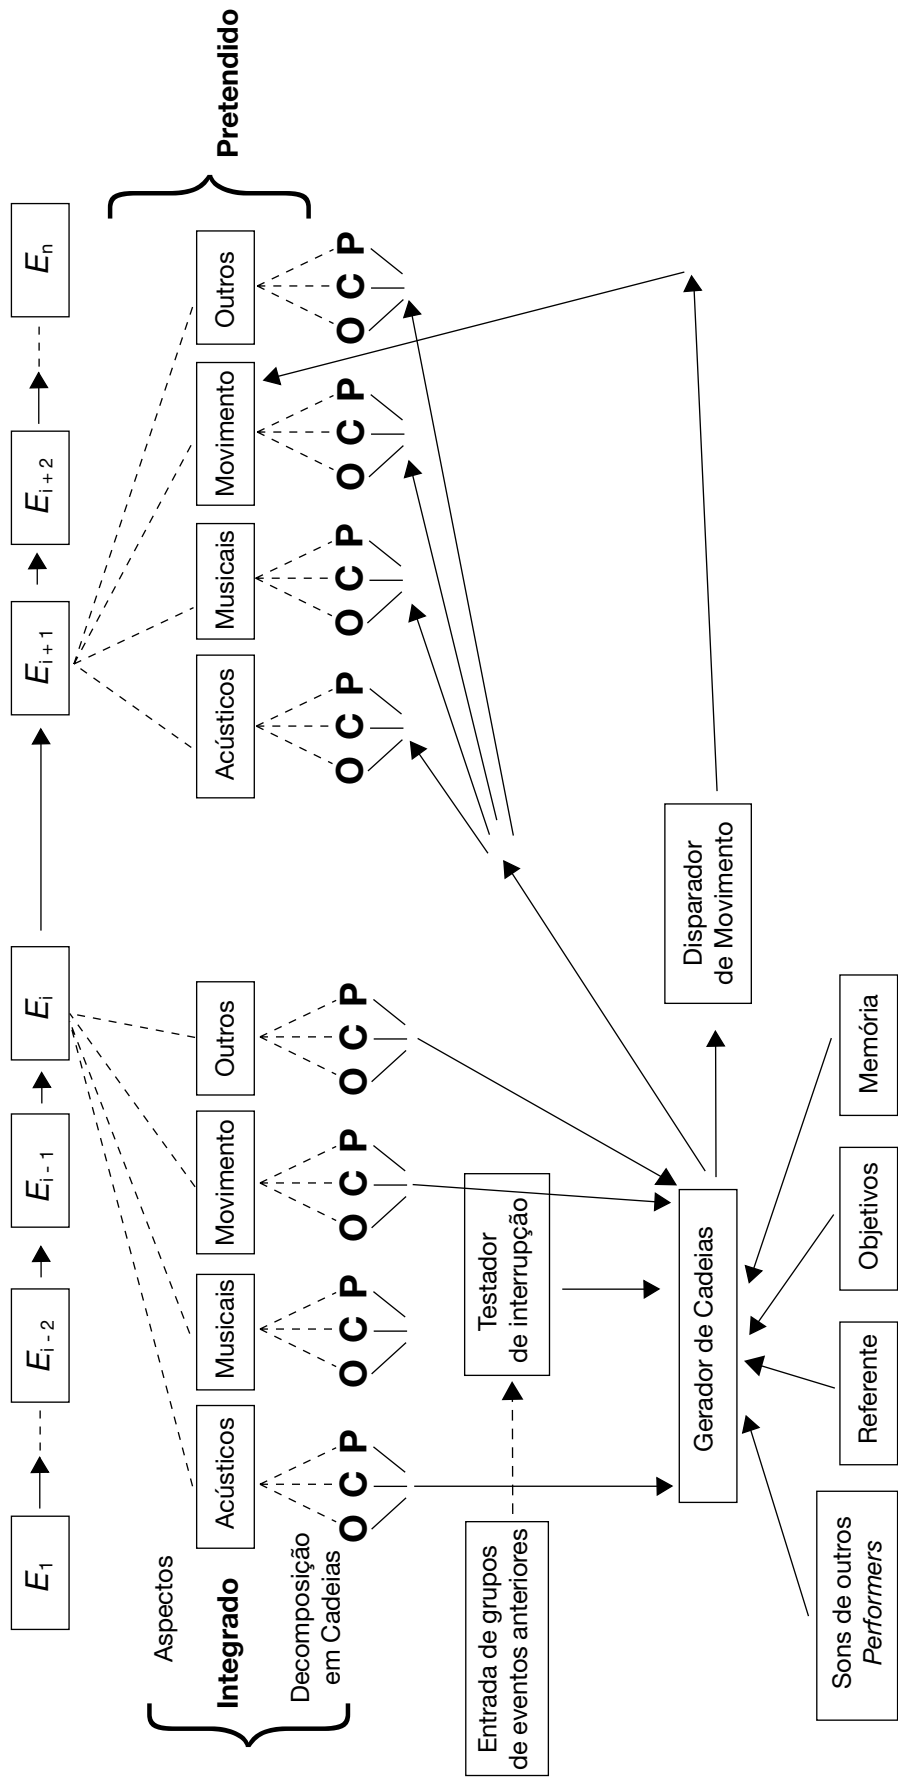 E1
Ei - 2
Ei - 1
Ei
Ei + 1
Ei + 2
En
Aspectos
Integrado
Decomposição
em Cadeias
Pretendido
Acústicos
Musicais
Movimento
Outros
Acústicos
Musicais
Movimento
Outros
O C P
O C P
O C P
O C P
O C P
O C P
O C P
O C P
Entrada de grupos
de eventos anteriores
Testador
de interrupção
Gerador de Cadeias
Disparador
de Movimento
Sons de outros
Performers
Referente
Objetivos
Memória